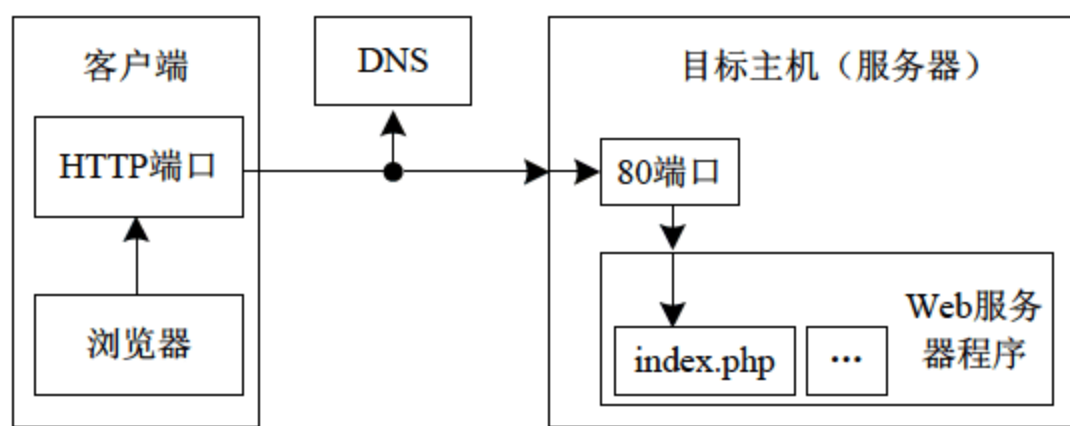 客户端
HTTP端口
浏览器
DNS
目标主机（服务器）
80端口
Web服务
器程序
index.php
...